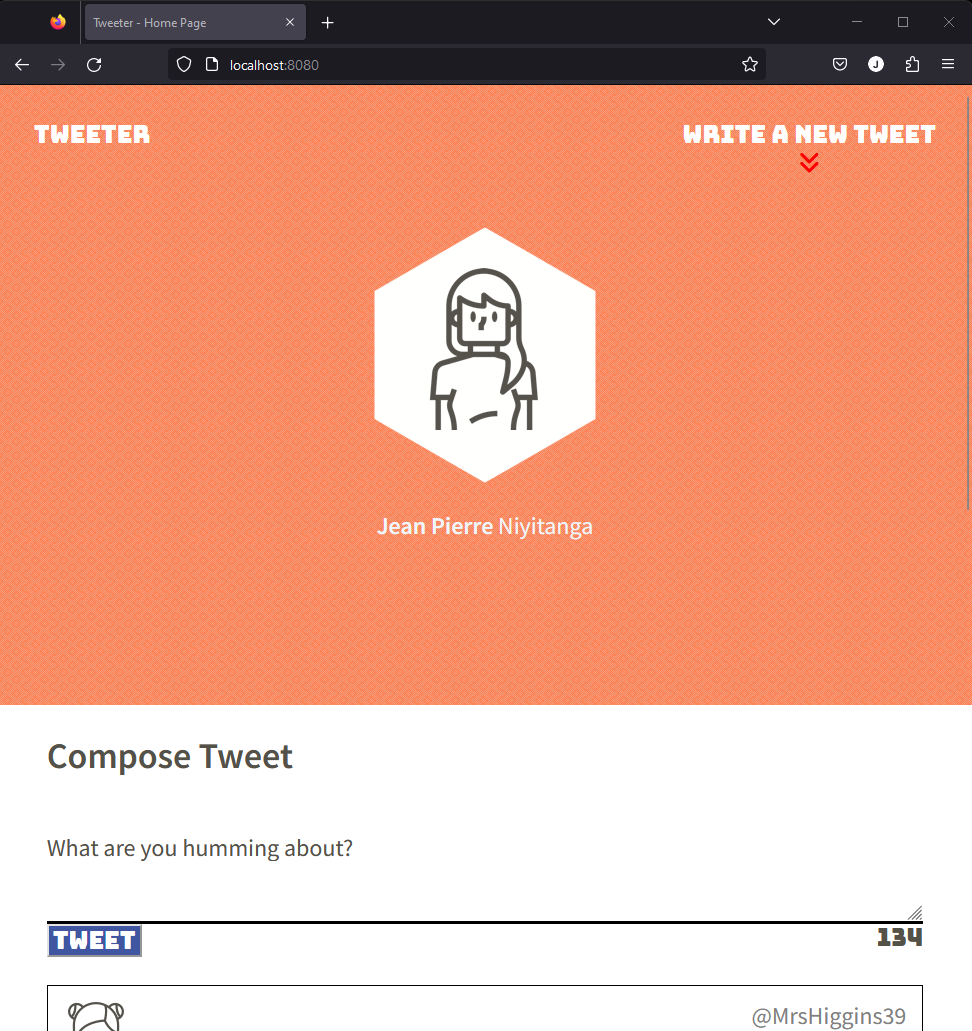 Tweeter - Home Page
localhost:8080
J
TWEETER
WRITE A NEW TWEET
Jean Pierre Niyitanga
Compose Tweet
What are you humming about?
TWEET
134
@MrsHiggins39